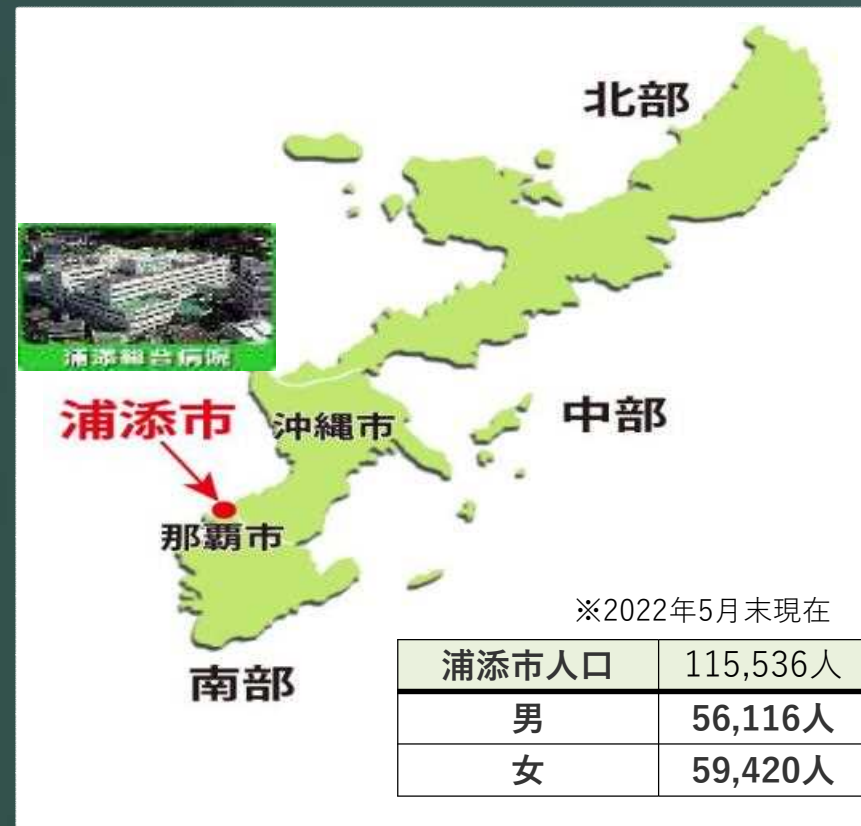 北部
浦添総合病院
浦添市
沖縄市
中部
那覇市
南部
※2022年5月末現在
浦添市人口 115,536人
男 56,116人
女 59,420人